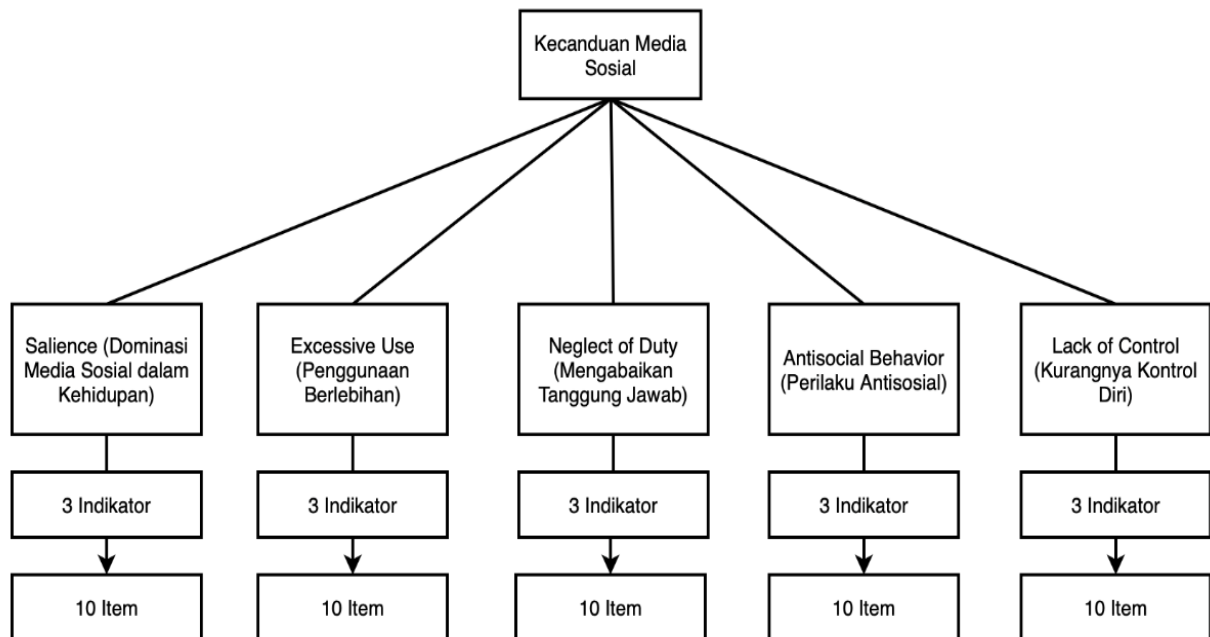 Kecanduan Media
Sosial
Salience (Dominasi
Media Sosial dalam
Kehidupan)
Excessive Use
(Penggunaan
Berlebihan)
Neglect of Duty
(Mengabaikan
Tanggung Jawab)
Antisocial Behavior
(Perilaku Antisosial)
Lack of Control
(Kurangnya Kontrol
Diri)
3 Indikator
3 Indikator
3 Indikator
3 Indikator
3 Indikator
10 Item
10 Item
10 Item
10 Item
10 Item